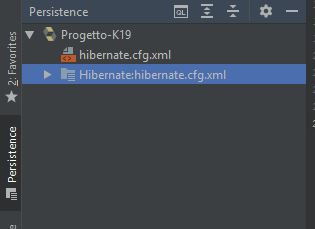 Persistence
QL
Progetto-K19
hibernate.cfg.xml
Hibernate:hibernate.cfg.xml
2: Favorites
Persistence